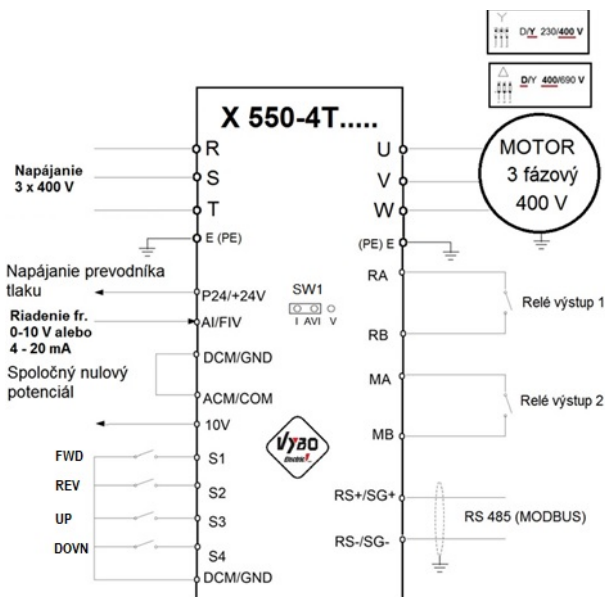 D/Y 230/400 V
D/Y 400/690 V
X 550-4T.....
R
S
T
E (PE)
Napájanie
3 x 400 V
U
V
W
(PE) E
MOTOR
3 fázový
400 V
Napájanie prevodníka
tlaku
P24/+24V
SW1
I AVI V
Riadenie fr.
0-10 V alebo
4 - 20 mA
AI/FIV
Spoločný nulový
potenciál
DCM/GND
ACM/COM
10V
RA
RB
Relé výstup 1
MA
MB
Relé výstup 2
VYBO
Electric
FWD
S1
REV
S2
UP
S3
DOVN
S4
DCM/GND
RS+/SG+
RS-/SG-
RS 485 (MODBUS)